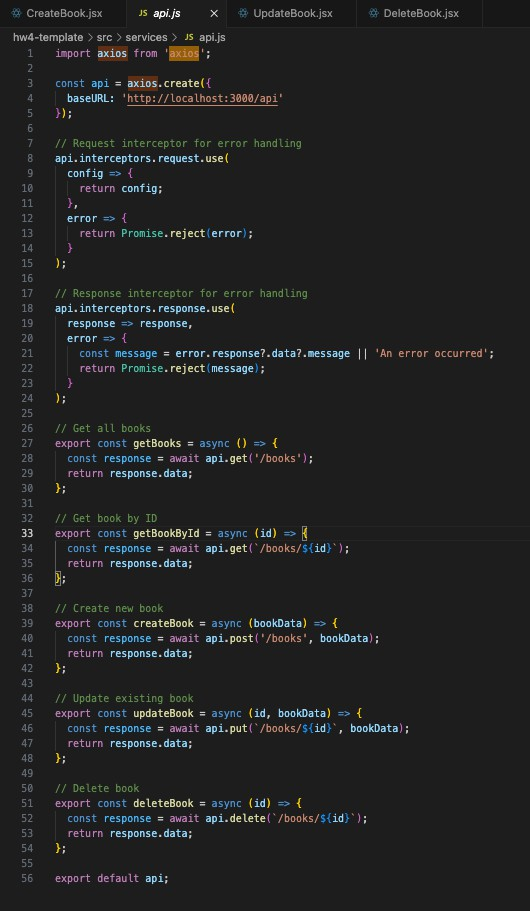 CreateBook.jsx
JS api.js ×
UpdateBook.jsx
DeleteBook.jsx
hw4-template > src > services > JS api.js
1 import axios from 'axios';
2
3 const api = axios.create({
4   baseURL: 'http://localhost:3000/api'
5 });
6
7 // Request interceptor for error handling
8 api.interceptors.request.use(
9   config => {
10     return config;
11   },
12   error => {
13     return Promise.reject(error);
14   }
15 );
16
17 // Response interceptor for error handling
18 api.interceptors.response.use(
19   response => response,
20   error => {
21     const message = error.response?.data?.message || 'An error occurred';
22     return Promise.reject(message);
23   }
24 );
25
26 // Get all books
27 export const getBooks = async () => {
28   const response = await api.get('/books');
29   return response.data;
30 };
31
32 // Get book by ID
33 export const getBookById = async (id) => {
34   const response = await api.get(`/books/${id}`);
35   return response.data;
36 };
37
38 // Create new book
39 export const createBook = async (bookData) => {
40   const response = await api.post('/books', bookData);
41   return response.data;
42 };
43
44 // Update existing book
45 export const updateBook = async (id, bookData) => {
46   const response = await api.put(`/books/${id}`, bookData);
47   return response.data;
48 };
49
50 // Delete book
51 export const deleteBook = async (id) => {
52   const response = await api.delete(`/books/${id}`);
53   return response.data;
54 };
55
56 export default api;